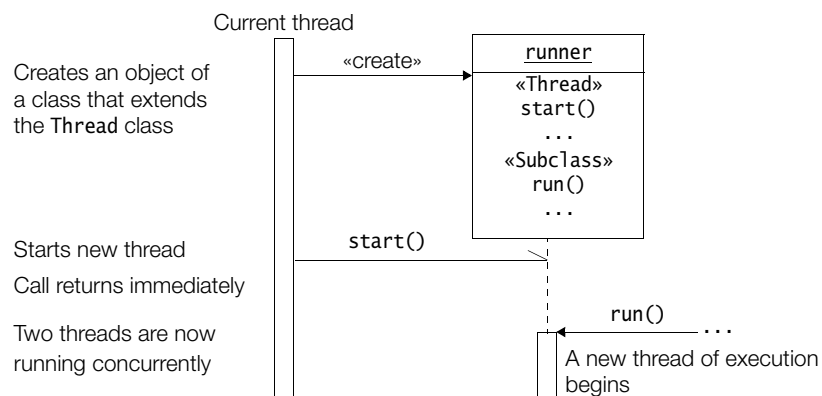 Current thread
Creates an object of
a class that extends
the Thread class
«create»
runner
«Thread»
start()
...
«Subclass»
run()
...
Starts new thread
start()
Call returns immediately
Two threads are now
running concurrently
run()
...
A new thread of execution
begins